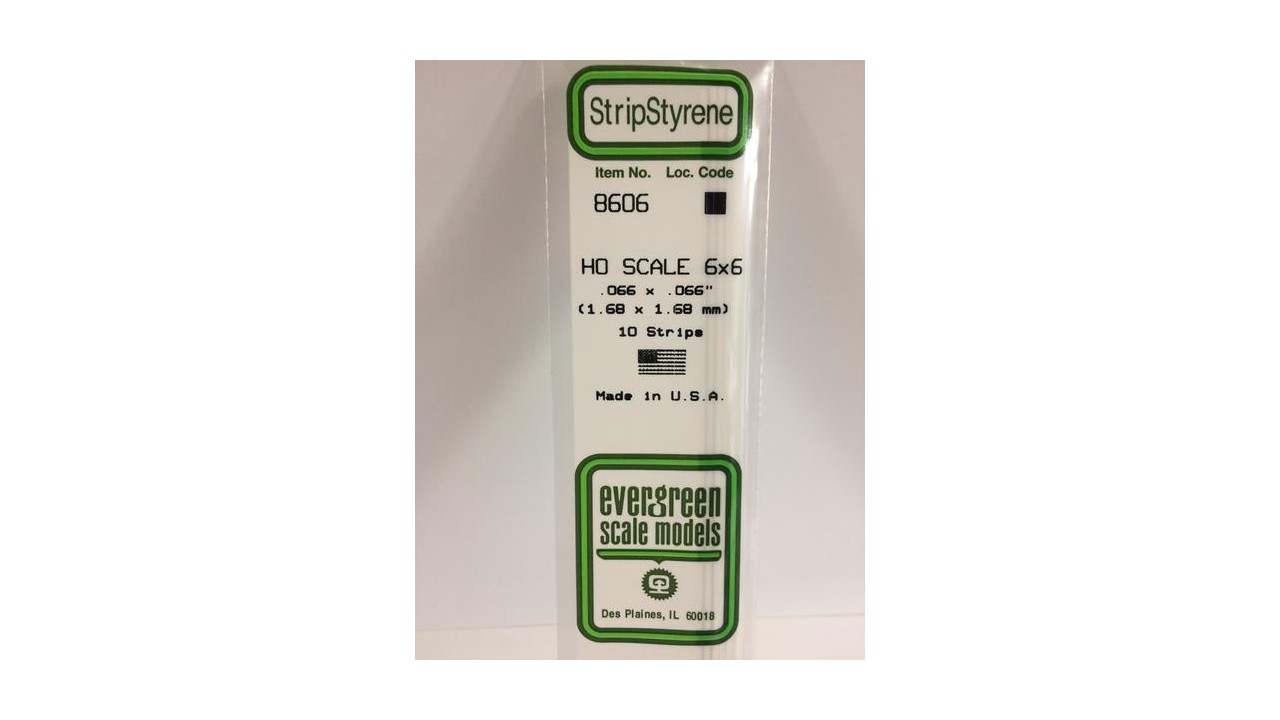 StripStyrene
Item No. Loc. Code
8606
HO SCALE 6x6
.066 x .066"
(1.68 x 1.68 mm)
10 Strips
Made in U.S.A.
evergreen
scale models
Des Plaines, IL 60018